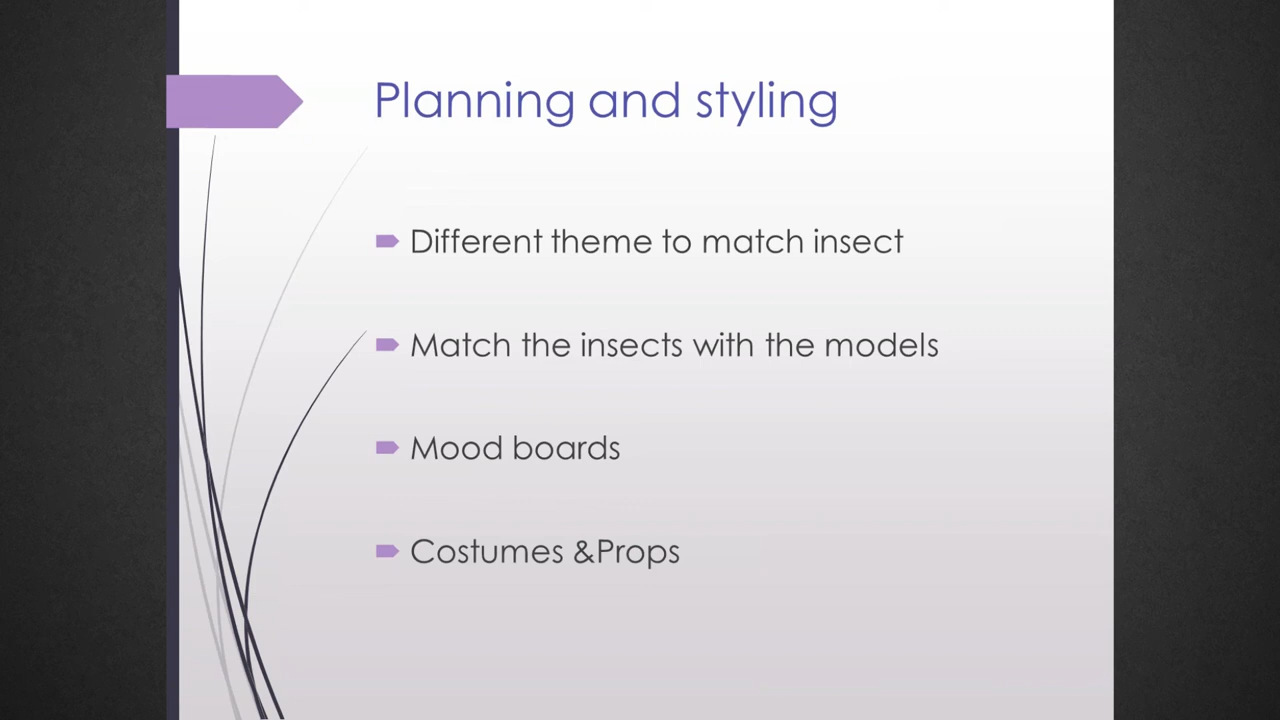 Planning and styling
Different theme to match insect
Match the insects with the models
Mood boards
Costumes &Props